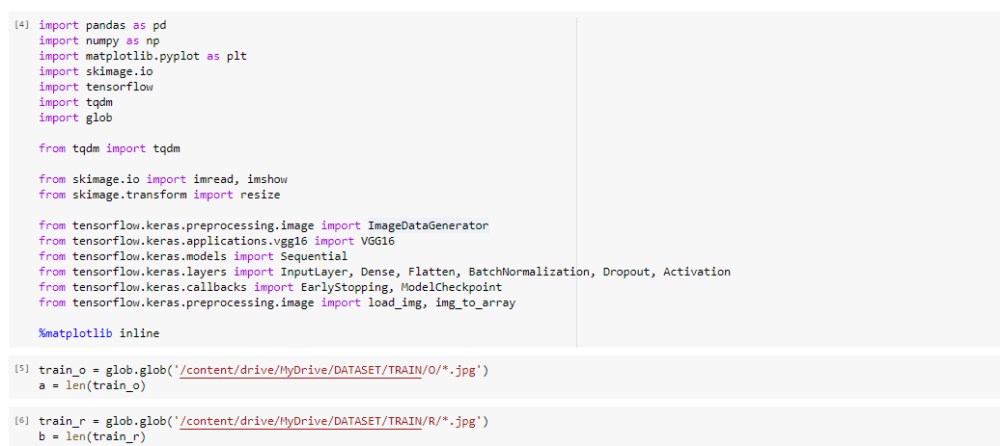 [4] import pandas as pd
import numpy as np
import matplotlib.pyplot as plt
import skimage.io
import tensorflow
import tqdm
import glob
from tqdm import tqdm
from skimage.io import imread, imshow
from skimage.transform import resize
from tensorflow.keras.preprocessing.image import ImageDataGenerator
from tensorflow.keras.applications.vgg16 import VGG16
from tensorflow.keras.models import Sequential
from tensorflow.keras.layers import InputLayer, Dense, Flatten, BatchNormalization, Dropout, Activation
from tensorflow.keras.callbacks import EarlyStopping, ModelCheckpoint
from tensorflow.keras.preprocessing.image import load_img, img_to_array
%matplotlib inline
[5] train_o = glob.glob('/content/drive/MyDrive/DATASET/TRAIN/O/*.jpg')
a = len(train_o)
[6] train_r = glob.glob('/content/drive/MyDrive/DATASET/TRAIN/R/*.jpg')
b = len(train_r)